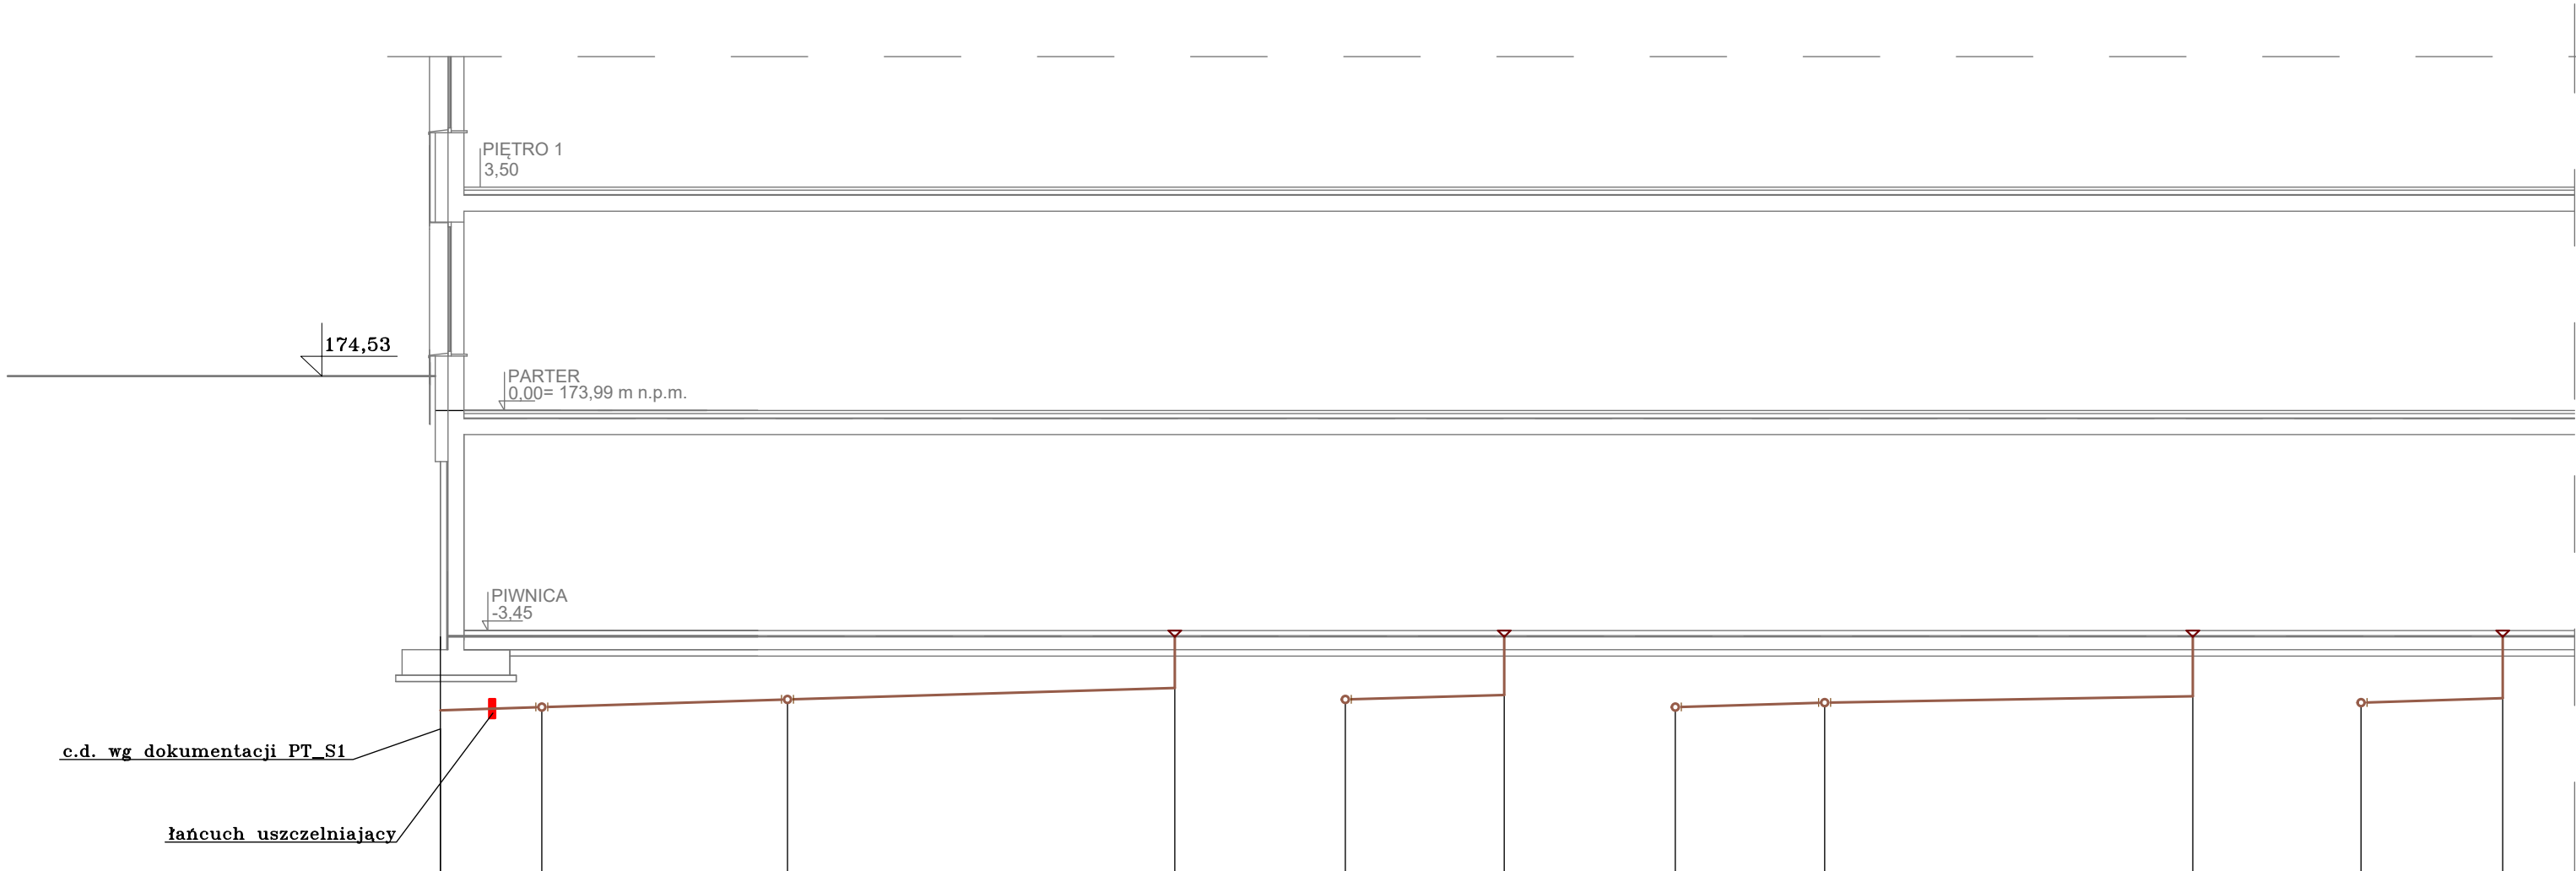 PIĘTRO 1
3,50
174,53
PARTER
0,00= 173,99 m n.p.m.
PIWNICA
-3,45
c.d. wg dokumentacji PT_S1
łańcuch uszczelniający